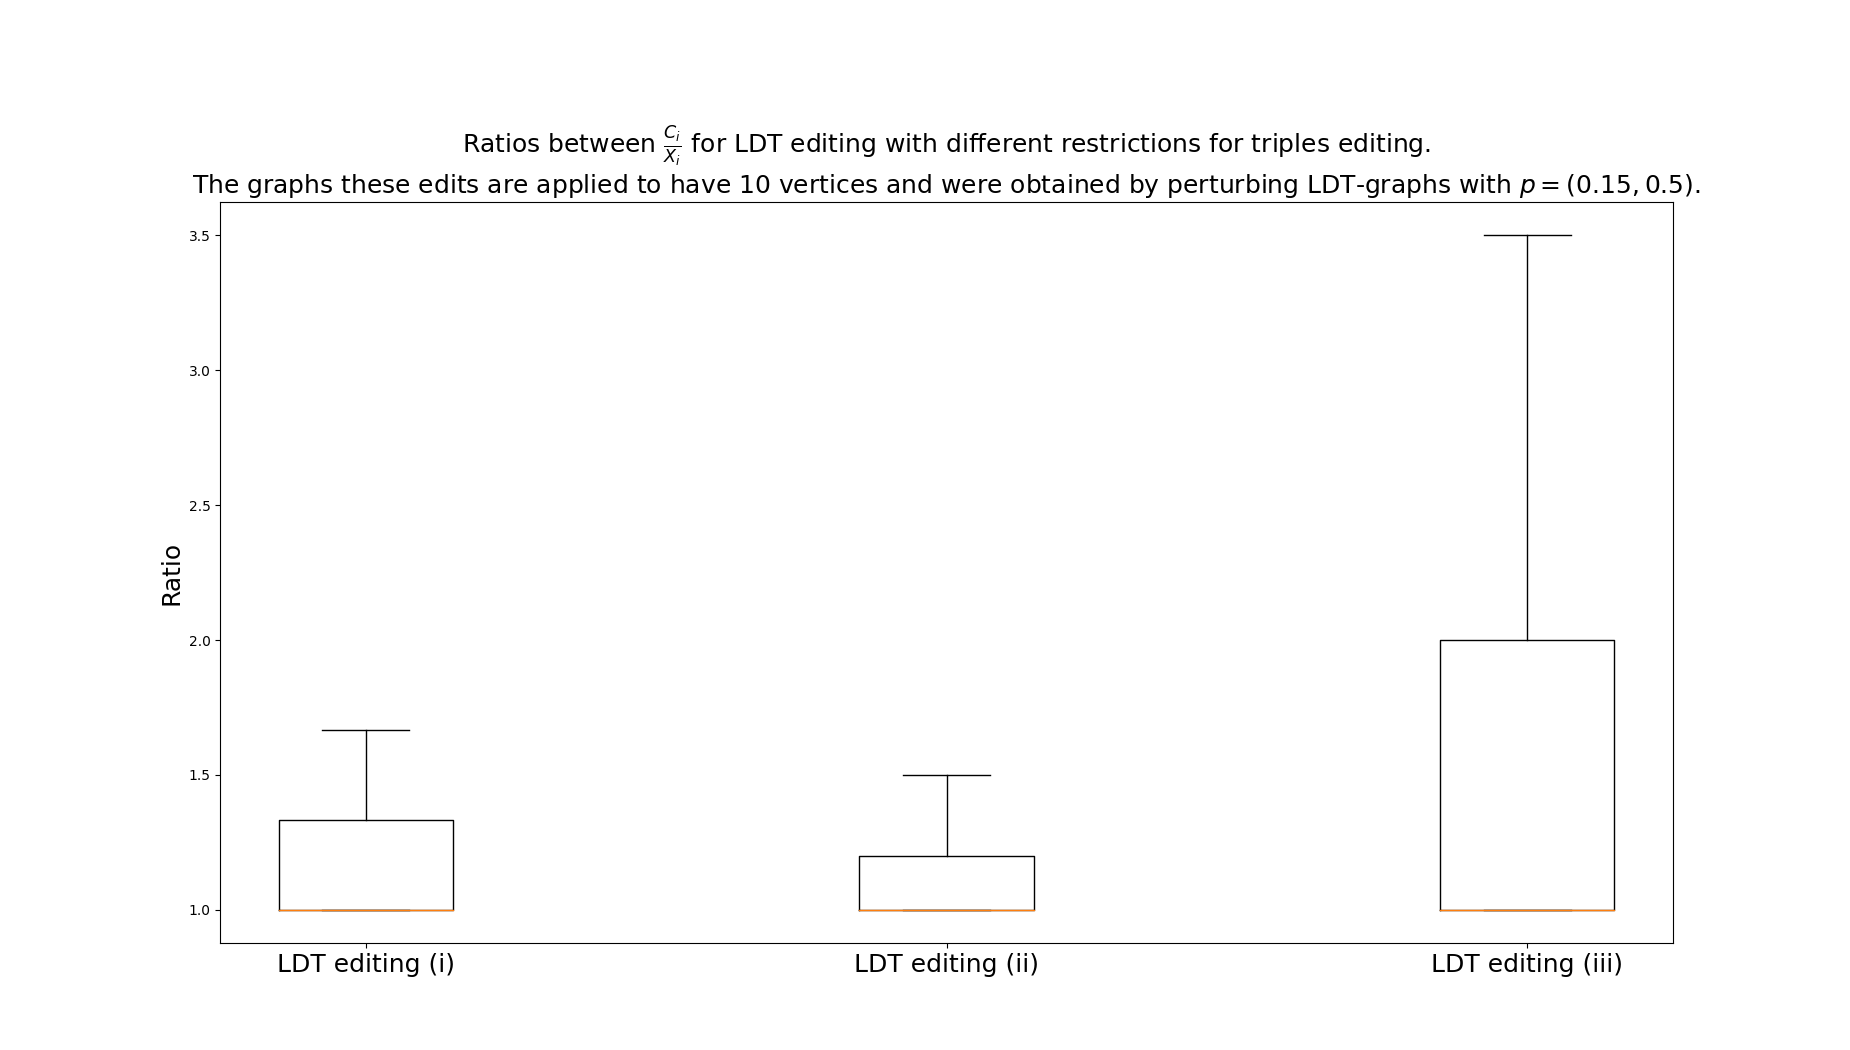 Ratios between C_i/X_i for LDT editing with different restrictions for triples editing.
The graphs these edits are applied to have 10 vertices and were obtained by perturbing LDT-graphs with p = (0.15, 0.5).
3.5
3.0
2.5
2.0
1.5
1.0
Ratio
LDT editing (i)
LDT editing (ii)
LDT editing (iii)